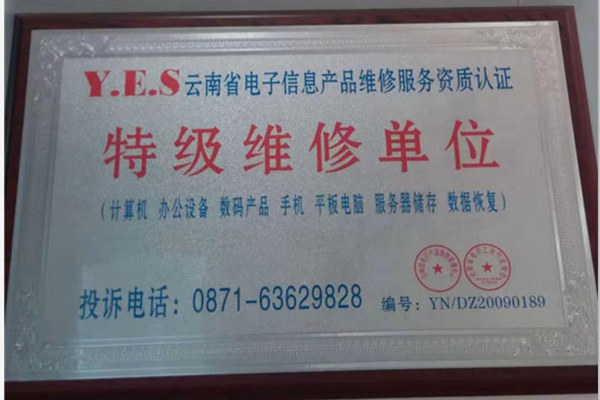 Y.E.S云南省电子信息产品维修服务资质认证
特级维修单位
(计算机 办公设备 数码产品 手机 平板电脑 服务器储存 数据恢复)
投诉电话：0871-63629828 编号：YN/DZ20090189